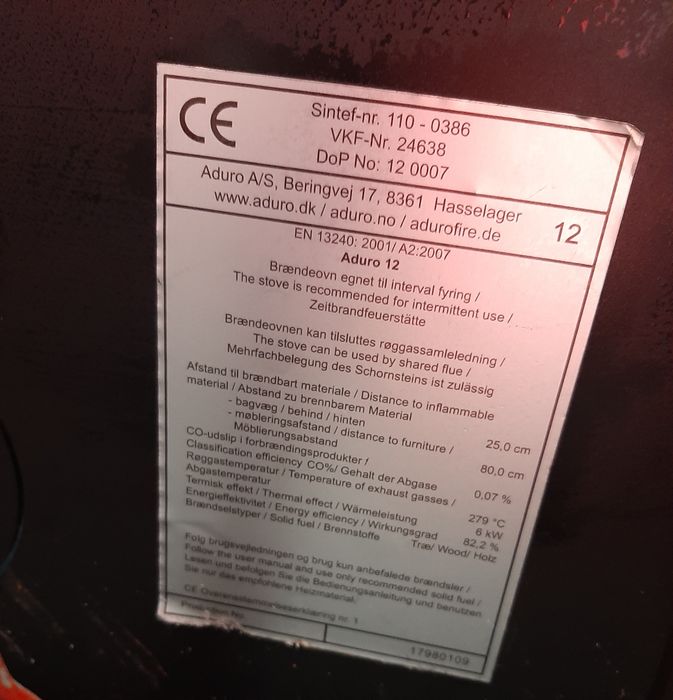 CE
Sintef-nr. 110 - 0386
VKF-Nr. 24638
DoP No: 12 0007
Aduro A/S, Beringvej 17, 8361 Hasselager
www.aduro.dk / aduro.no / adurofire.de
12
EN 13240: 2001/ A2:2007
Aduro 12
Brændeovn egnet til interval fyring /
The stove is recommended for intermittent use /
Zeitbrandfeuerstätte
Brændeovnen kan tilsluttes røggassamleledning /
The stove can be used by shared flue /
Mehrfachbelegung des Schornsteins ist zulässig
Afstand til brændbart materiale / Distance to inflammable
material / Abstand zu brennbarem Material
- bagvæg / behind / hinten 25,0 cm
- møbleringsafstand / distance to furniture /
Möblierungsabstand 80,0 cm
CO-udslip i forbrændingsprodukter /
Classification efficiency CO%/ Gehalt der Abgase 0,07 %
Røggastemperatur / Temperature of exhaust gasses /
Abgastemperatur 279 °C
Termisk effekt / Thermal effect / Wärmeleistung 6 kW
Energieffektivitet / Energy efficiency / Wirkungsgrad 82,2 %
Brændselstyper / Solid fuel / Brennstoffe Træ/ Wood/ Holz
Følg brugsvejledningen og brug kun anbefalede brændsler /
Follow the user manual and use only recommended solid fuel /
Lesen und befolgen Sie die Bedienungsanleitung und benutzen
Sie nur das empfohlene Heizmaterial.
CE Overensstemmelseserklæring nr. 1
Production No.
17980109